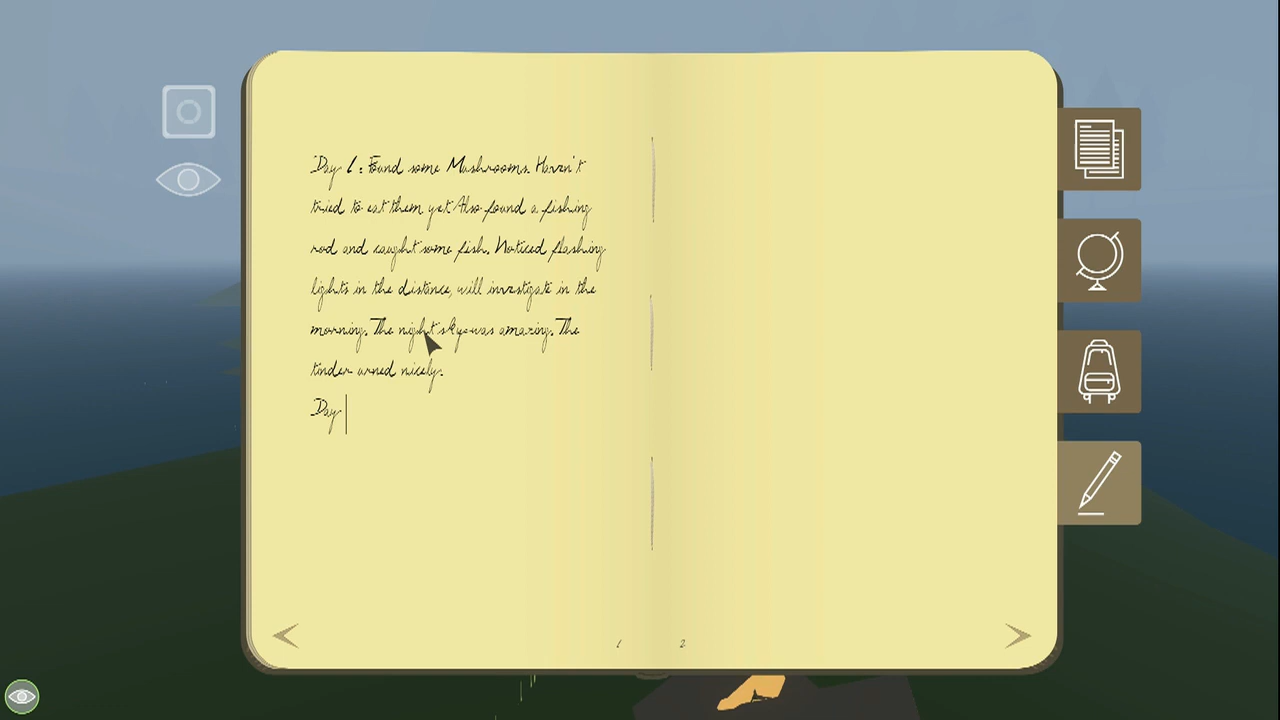 Day 1: Found some Mushrooms. Haven't
tried to eat them yet Also found a fishing
rod and caught some fish. Noticed flashing
lights in the distance, will investigate in the
morning. The night sky was amazing. The
tinder urned nicely.
Day
1
2